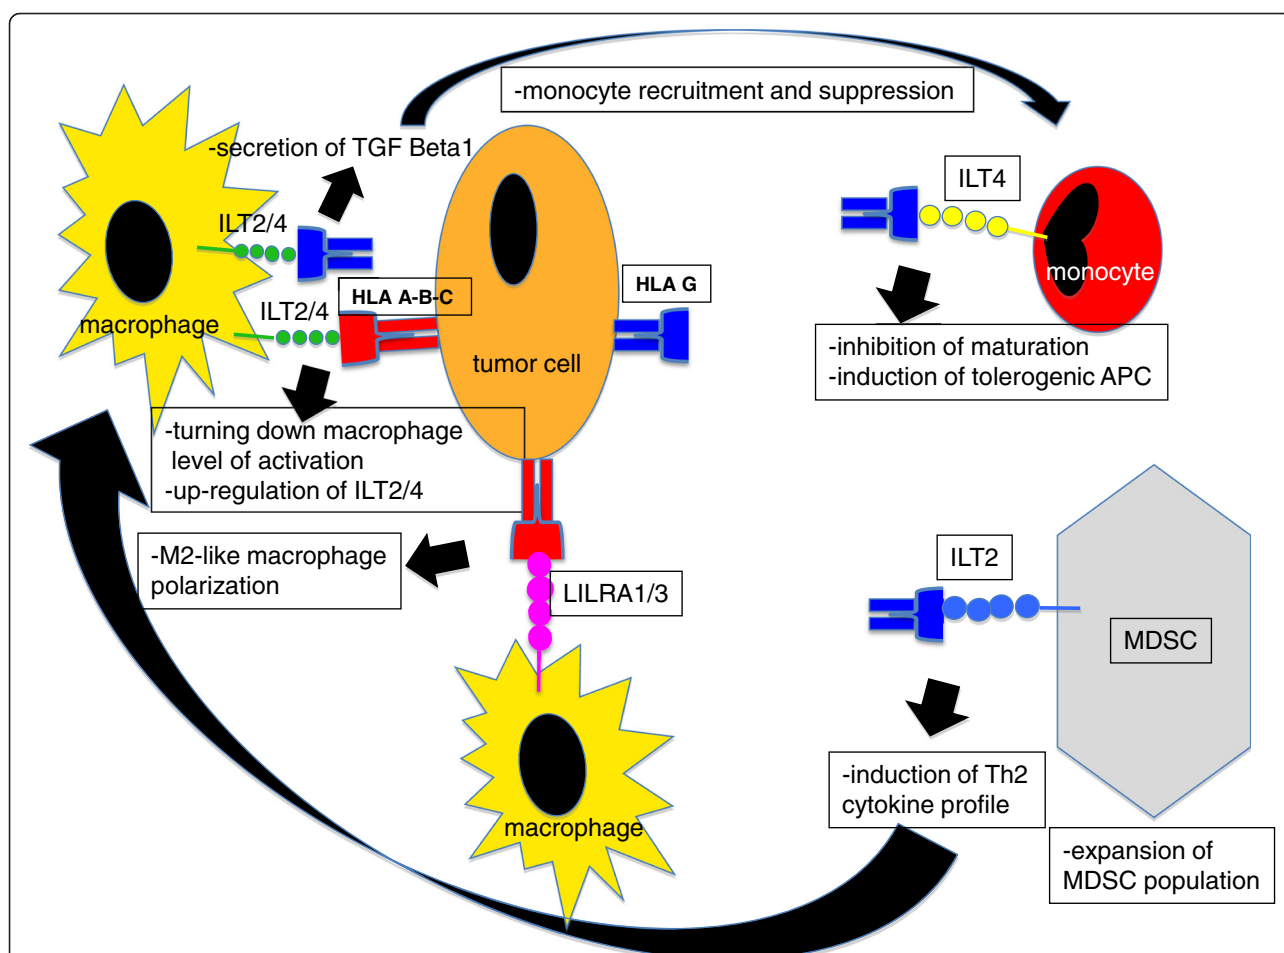 -monocyte recruitment and suppression
-secretion of TGF Beta1
ILT4
ILT2/4
monocyte
HLA A-B-C
HLA G
ILT2/4
macrophage
tumor cell
-inhibition of maturation
-induction of tolerogenic APC
-turning down macrophage
level of activation
-up-regulation of ILT2/4
-M2-like macrophage
polarization
LILRA1/3
ILT2
MDSC
-induction of Th2
cytokine profile
macrophage
-expansion of
MDSC population